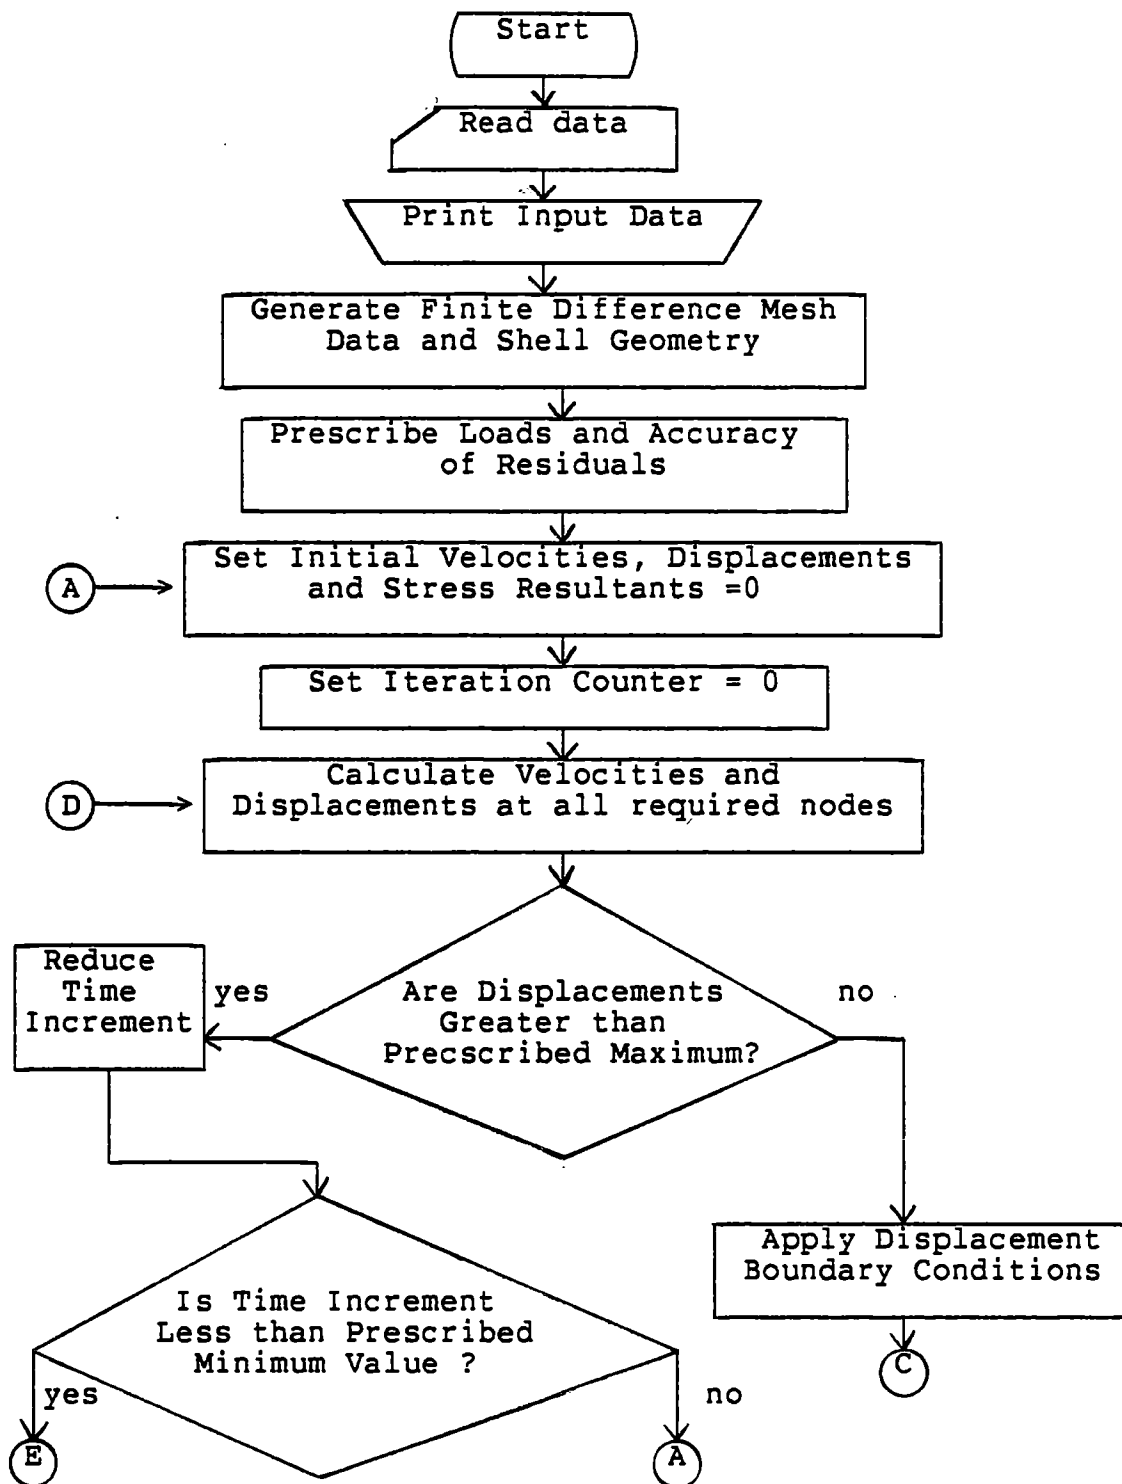 Start
Read data
Print Input Data
Generate Finite Difference Mesh
Data and Shell Geometry
Prescribe Loads and Accuracy
of Residuals
A
Set Initial Velocities, Displacements
and Stress Resultants =0
Set Iteration Counter = 0
D
Calculate Velocities and
Displacements at all required nodes
Reduce
Time
Increment
yes
Are Displacements
Greater than
Precscribed Maximum?
no
Apply Displacement
Boundary Conditions
C
Is Time Increment
Less than Prescribed
Minimum Value ?
yes
no
E
A